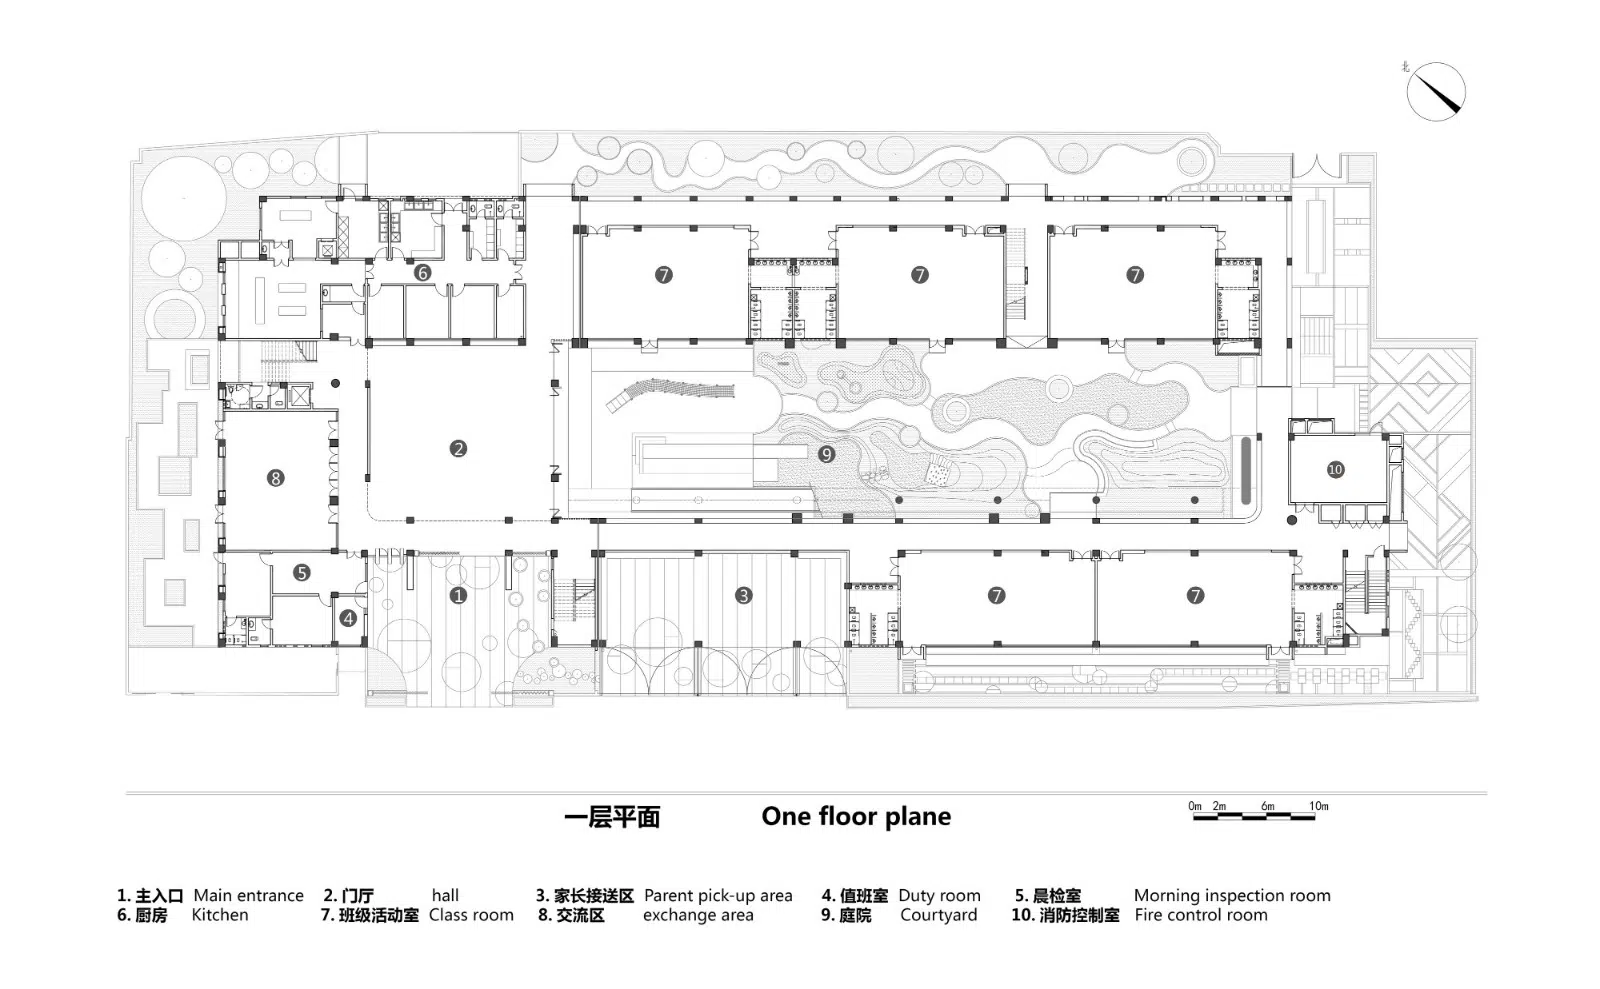 北
6
7
7
7
2
9
8
10
5
1
3
7
7
4
一层平面 One floor plane
0m 2m 6m 10m
1. 主入口 Main entrance 2. 门厅 hall 3. 家长接送区 Parent pick-up area 4. 值班室 Duty room 5. 晨检室 Morning inspection room
6. 厨房 Kitchen 7. 班级活动室 Class room 8. 交流区 exchange area 9. 庭院 Courtyard 10. 消防控制室 Fire control room